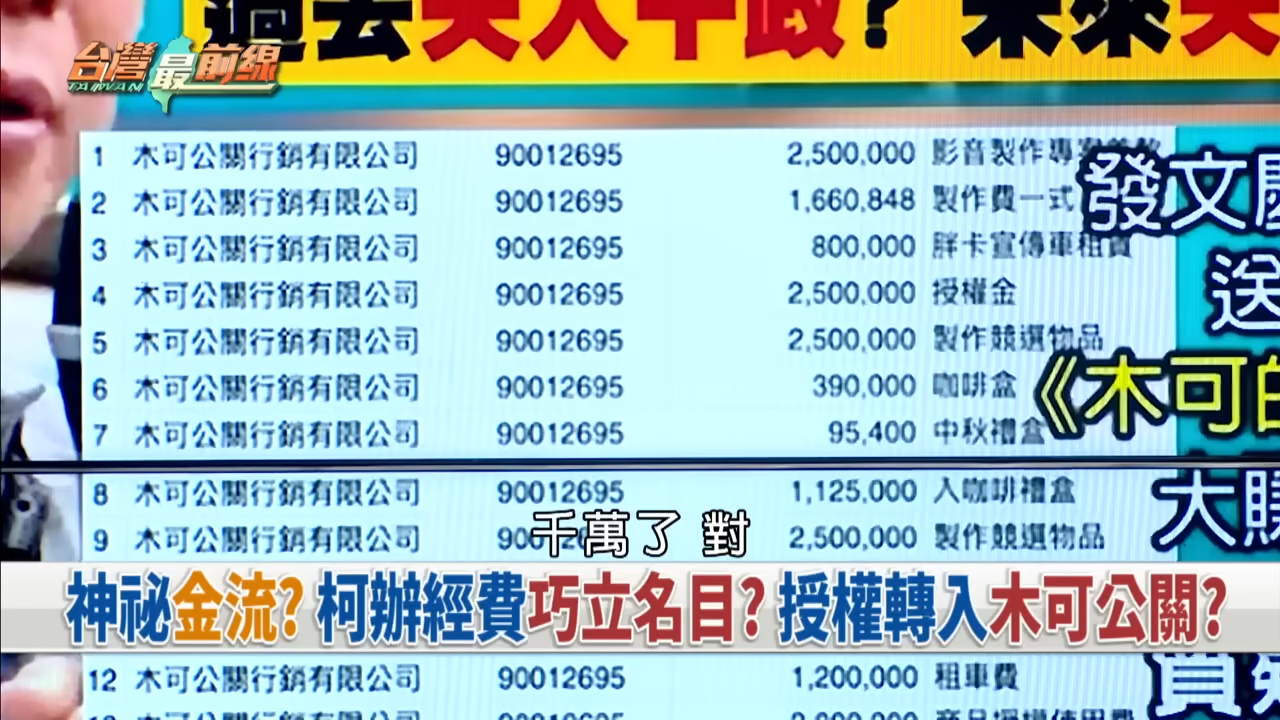 過去夫人干政? 未來夫
台灣最前線
TAIWAN
1 木可公關行銷有限公司 90012695 2,500,000 影音製作專案
2 木可公關行銷有限公司 90012695 1,660,848 製作費一式
3 木可公關行銷有限公司 90012695 800,000 胖卡宣傳車租賃
4 木可公關行銷有限公司 90012695 2,500,000 授權金
5 木可公關行銷有限公司 90012695 2,500,000 製作競選物品
6 木可公關行銷有限公司 90012695 390,000 咖啡盒
7 木可公關行銷有限公司 90012695 95,400 中秋禮盒
8 木可公關行銷有限公司 90012695 1,125,000 入咖啡禮盒
9 木可公關行銷有限公司 90012695 2,500,000 製作競選物品
發文
送
《木可的
大
千萬了 對
神祕金流? 柯辦經費巧立名目? 授權轉入木可公關?
12 木可公關行銷有限公司 90012695 1,200,000 租車費